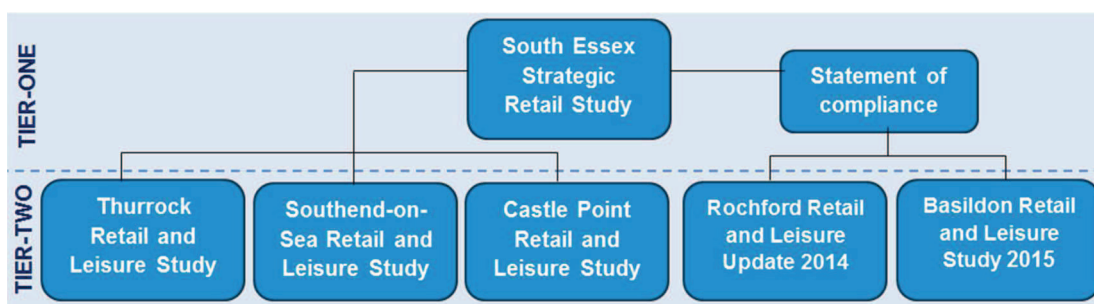 TIER-ONE
South Essex
Strategic
Retail Study
Statement of
compliance
TIER-TWO
Thurrock
Retail and
Leisure Study
Southend-on-
Sea Retail and
Leisure Study
Castle Point
Retail and
Leisure Study
Rochford Retail
and Leisure
Update 2014
Basildon Retail
and Leisure
Study 2015